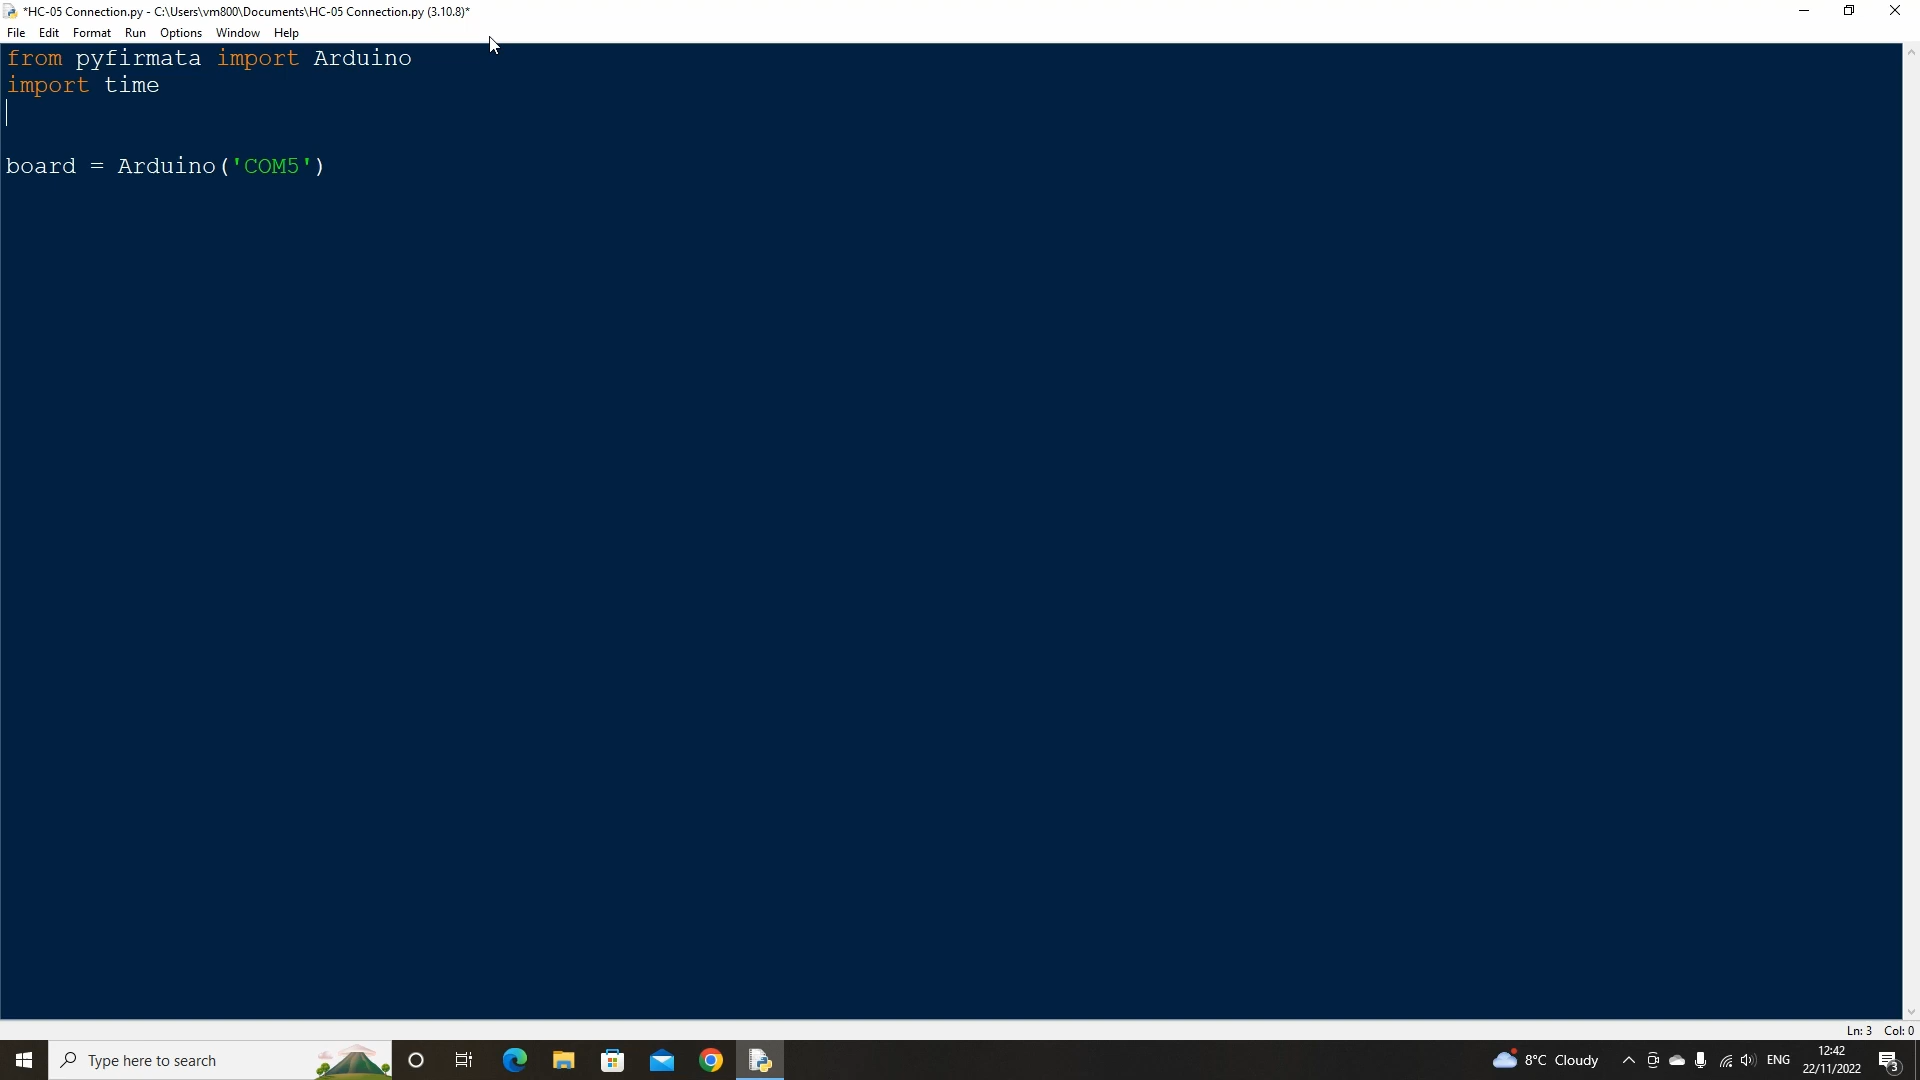 *HC-05 Connection.py - C:\Users\vm800\Documents\HC-05 Connection.py (3.10.8)*
File Edit Format Run Options Window Help
from pyfirmata import Arduino
import time
board = Arduino('COM5')
Ln: 3 Col: 0
Type here to search
8°C Cloudy
ENG
12:42
22/11/2022
3